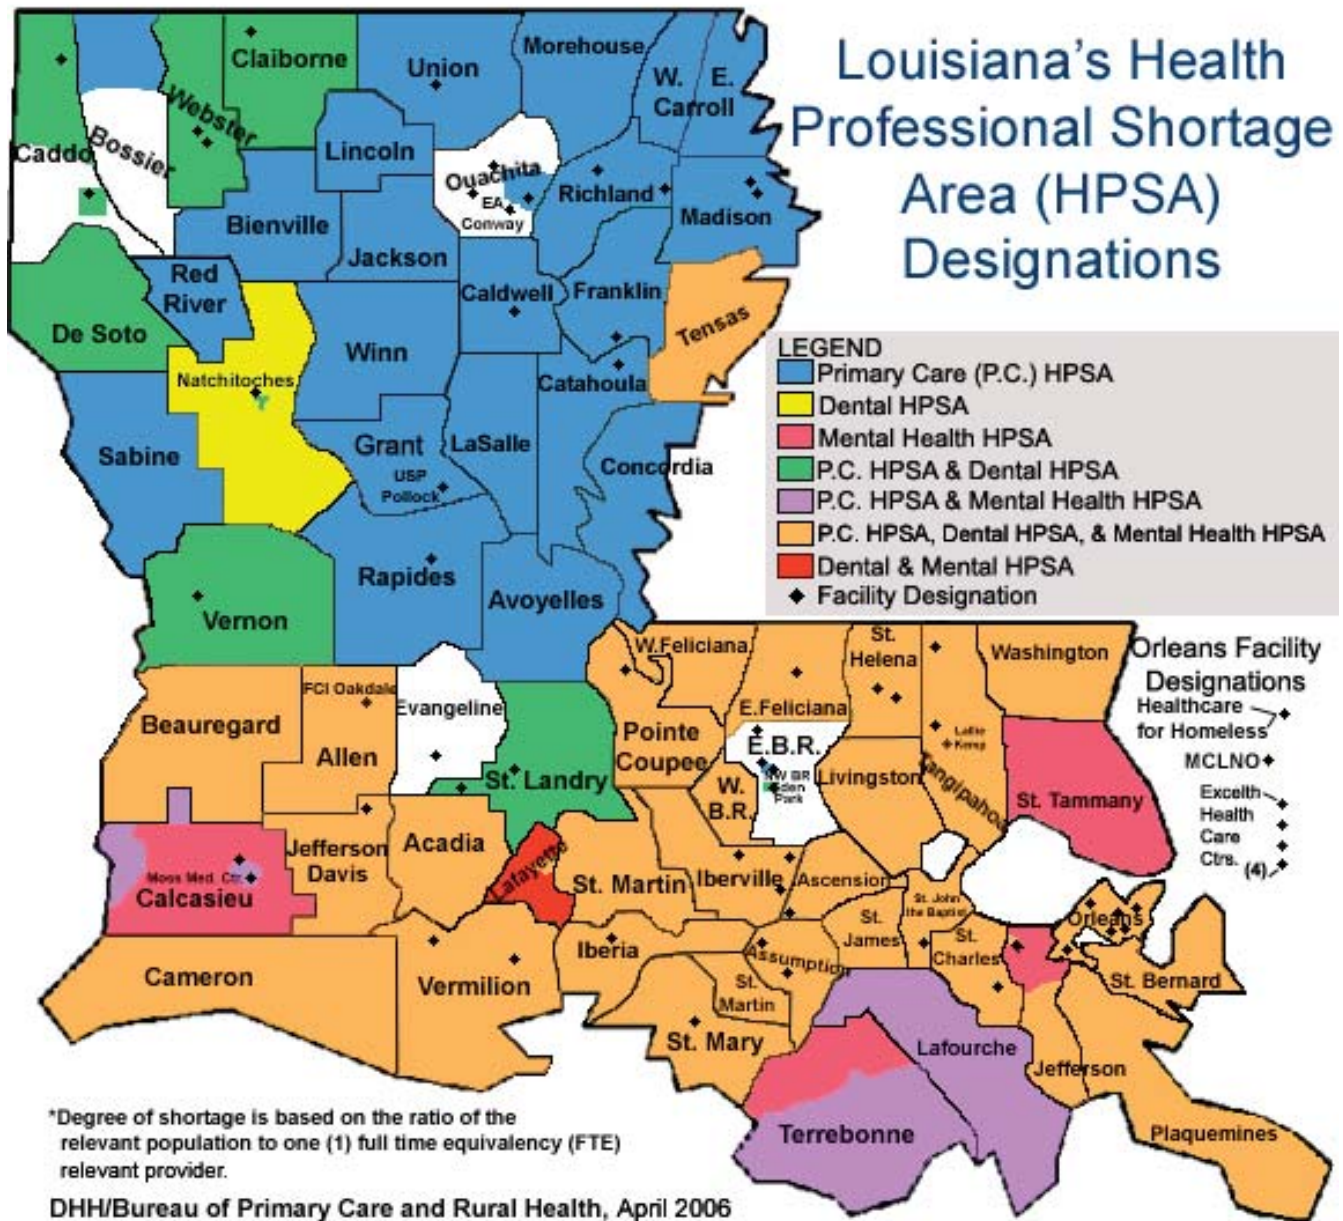 Louisiana's Health
Professional Shortage
Area (HPSA)
Designations
LEGEND
Primary Care (P.C.) HPSA
Dental HPSA
Mental Health HPSA
P.C. HPSA & Dental HPSA
P.C. HPSA & Mental Health HPSA
P.C. HPSA, Dental HPSA, & Mental Health HPSA
Dental & Mental HPSA
Facility Designation
Caddo
Bossier
Webster
Claiborne
Union
Morehouse
W.
Carroll
E.
Lincoln
Ouachita
EA
Conway
Richland
Madison
Bienville
Jackson
Red
River
Caldwell
Franklin
Tensas
De Soto
Natchitoches
Winn
Catahoula
Sabine
Grant
USP
Pollock
LaSalle
Concordia
Vernon
Rapides
Avoyelles
W.Feliciana
St.
Helena
Washington
E.Feliciana
Beauregard
FCI Oakdale
Allen
Evangeline
St. Landry
Pointe
Coupee
E.B.R.
NW BR
Eden
Park
W.
B.R.
Livingston
Lallie
Kemp
Tangipahoa
St. Tammany
Orleans Facility
Designations
Healthcare
for Homeless
MCLNO
Excelth
Health
Care
Ctrs.
(4)
Moss Med. Ctr.
Calcasieu
Jefferson
Davis
Acadia
Lafayette
St. Martin
Iberville
Ascension
St. John
the Baptist
St.
James
St.
Charles
Orleans
St. Bernard
Cameron
Vermilion
Iberia
Assumption
St.
Martin
St. Mary
Lafourche
Jefferson
Terrebonne
Plaquemines
*Degree of shortage is based on the ratio of the
relevant population to one (1) full time equivalency (FTE)
relevant provider.
DHH/Bureau of Primary Care and Rural Health, April 2006